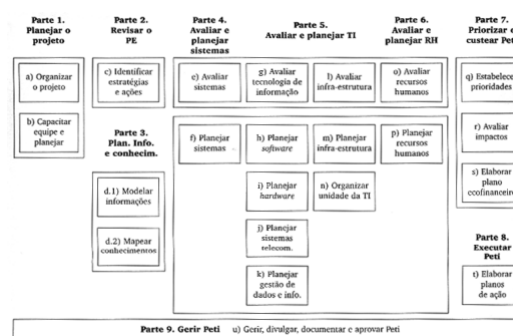 Parte 1.
Planejar o
projeto
a) Organizar
o projeto
b) Capacitar
equipe e
planejar
Parte 2.
Revisar o
PE
c) Identificar
estratégias
e ações
Parte 3.
Plan. Info.
e conhecim.
d.1) Modelar
informações
d.2) Mapear
conhecimentos
Parte 4.
Avaliar e
planejar
sistemas
e) Avaliar
sistemas
f) Planejar
sistemas
Parte 5.
Avaliar e planejar TI
g) Avaliar
tecnologia de
informação
h) Planejar
software
i) Planejar
hardware
j) Planejar
sistemas
telecom.
k) Planejar
gestão de
dados e info.
l) Avaliar
infra-estrutura
m) Planejar
infra-estrutura
n) Organizar
unidade da TI
Parte 6.
Avaliar e
planejar RH
o) Avaliar
recursos
humanos
p) Planejar
recursos
humanos
Parte 7.
Priorizar e
custear Peti
q) Estabelece
prioridades
r) Avaliar
impactos
s) Elaborar
plano
ecofinanceir
Parte 8.
Executar
Peti
t) Elaborar
planos
de ação
Parte 9. Gerir Peti u) Gerir, divulgar, documentar e aprovar Peti